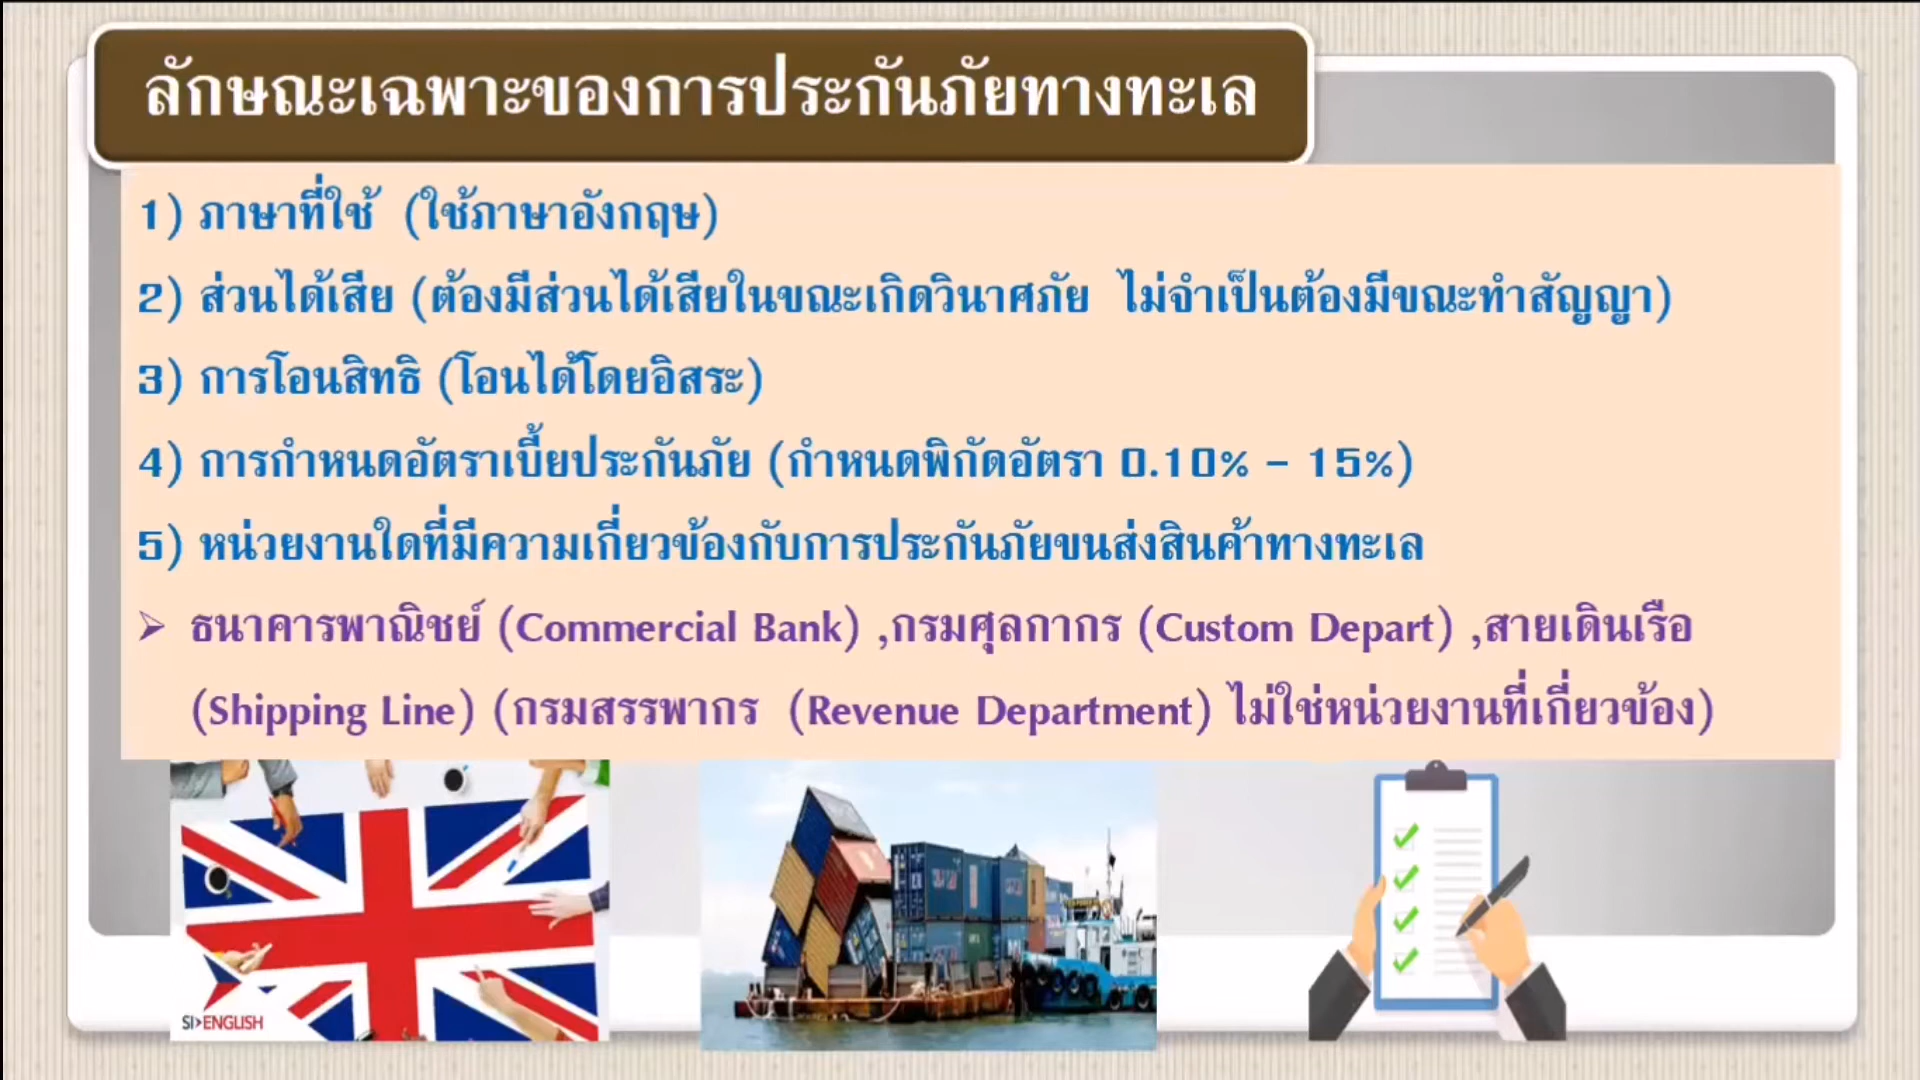 ลักษณะเฉพาะของการประกันภัยทางทะเล
1) ภาษาที่ใช้ (ใช้ภาษาอังกฤษ)
2) ส่วนได้เสีย (ต้องมีส่วนได้เสียในขณะเกิดวินาศภัย ไม่จำเป็นต้องมีขณะทำสัญญา)
3) การโอนสิทธิ (โอนได้โดยอิสระ)
4) การกำหนดอัตราเบี้ยประกันภัย (กำหนดพิกัดอัตรา 0.10% – 15%)
5) หน่วยงานใดที่มีความเกี่ยวข้องกับการประกันภัยขนส่งสินค้าทางทะเล
➢ ธนาคารพาณิชย์ (Commercial Bank) ,กรมศุลกากร (Custom Depart) ,สายเดินเรือ
(Shipping Line) (กรมสรรพากร (Revenue Department) ไม่ใช่หน่วยงานที่เกี่ยวข้อง)
SI>ENGLISH